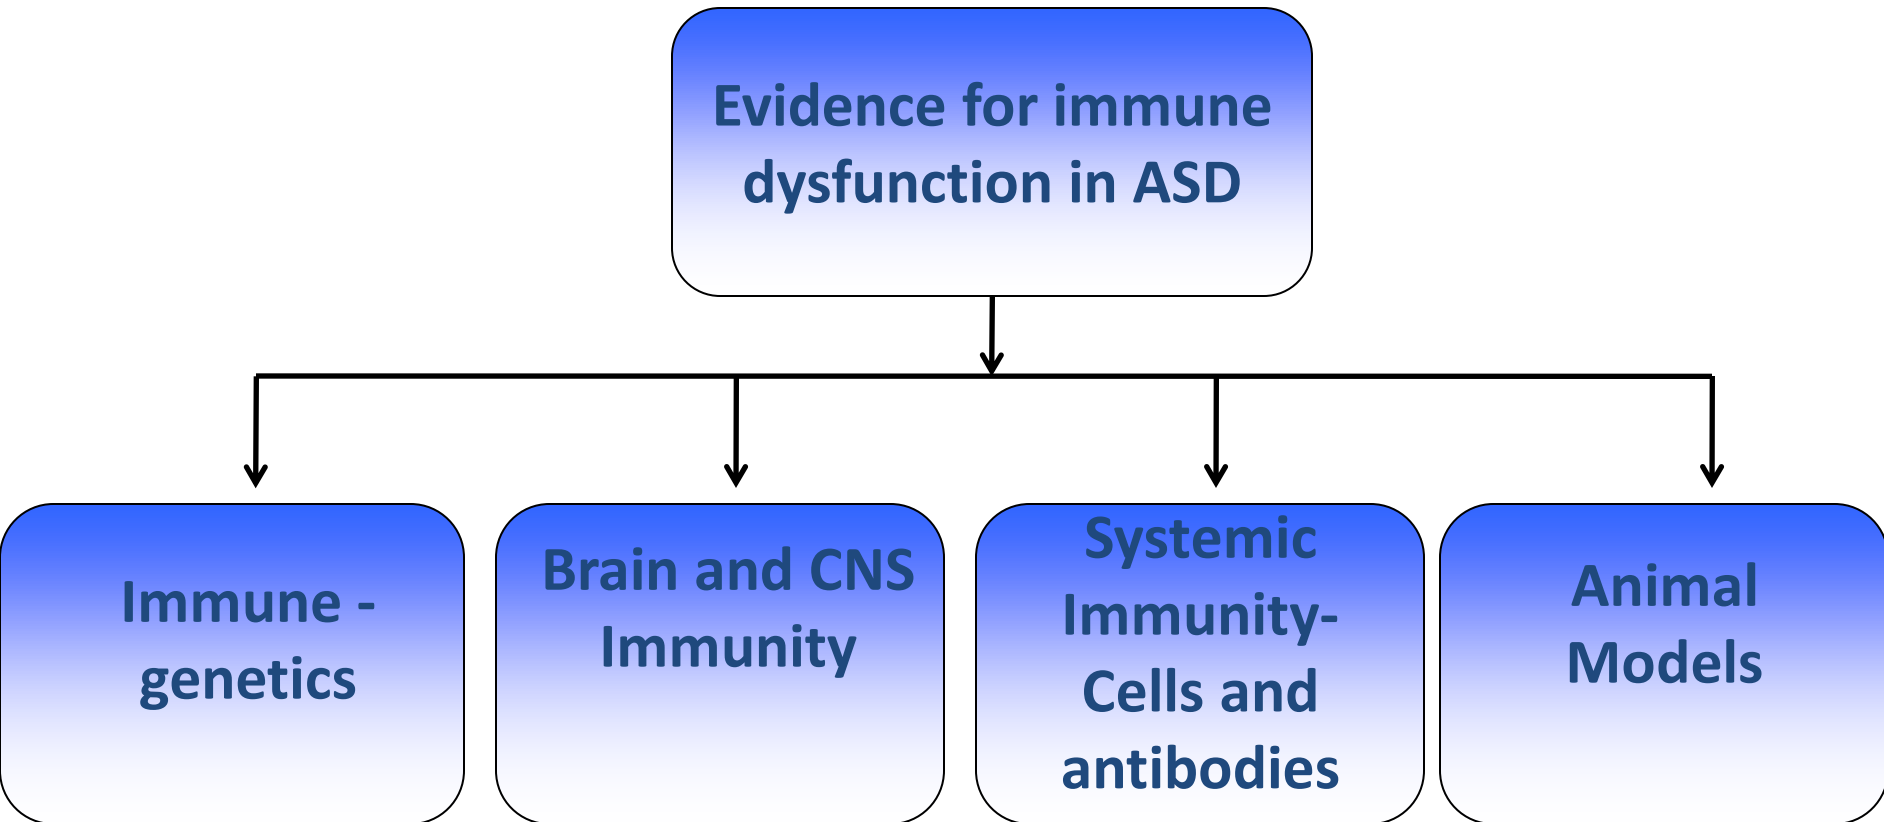 Evidence for immune
dysfunction in ASD
Immune -
genetics
Brain and CNS
Immunity
Systemic
Immunity-
Cells and
antibodies
Animal
Models